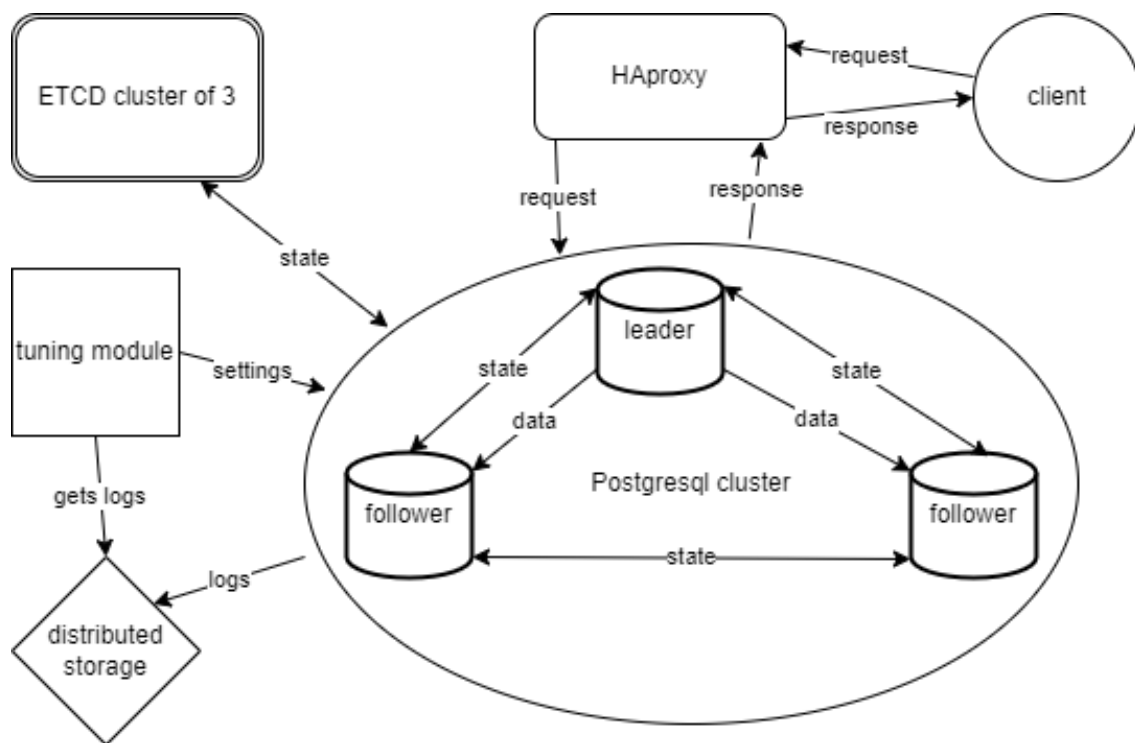 ETCD cluster of 3
HAproxy
client
request
response
request
response
state
tuning module
settings
leader
state
state
data
data
Postgresql cluster
follower
follower
gets logs
state
logs
distributed
storage